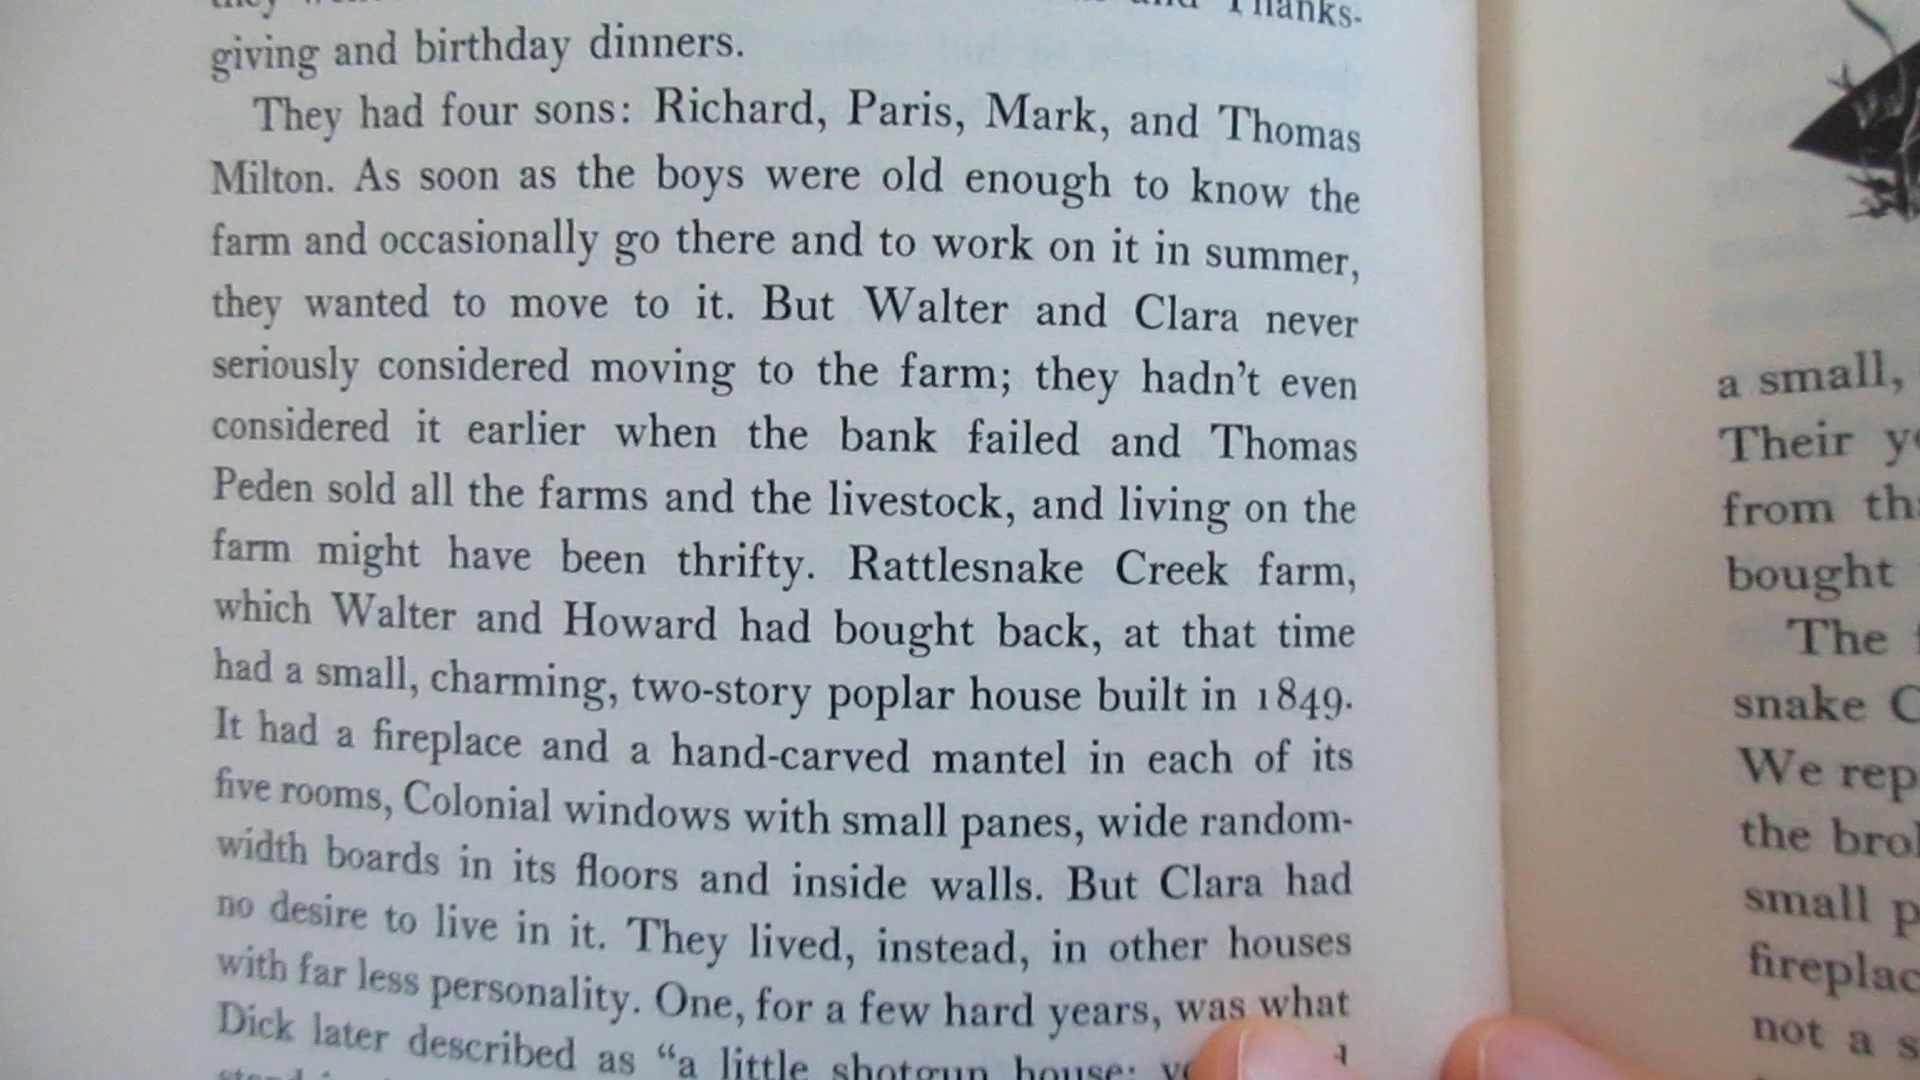 Thanks-
giving and birthday dinners.
They had four sons: Richard, Paris, Mark, and Thomas
Milton. As soon as the boys were old enough to know the
farm and occasionally go there and to work on it in summer,
they wanted to move to it. But Walter and Clara never
seriously considered moving to the farm; they hadn't even
considered it earlier when the bank failed and Thomas
Peden sold all the farms and the livestock, and living on the
farm might have been thrifty. Rattlesnake Creek farm,
which Walter and Howard had bought back, at that time
had a small, charming, two-story poplar house built in 1849.
It had a fireplace and a hand-carved mantel in each of its
five rooms, Colonial windows with small panes, wide random-
width boards in its floors and inside walls. But Clara had
no desire to live in it. They lived, instead, in other houses
with far less personality. One, for a few hard years, was what
Dick later described as "a little shotgun house;
a small,
Their
from
bought
The
snake
We
the
small
not a